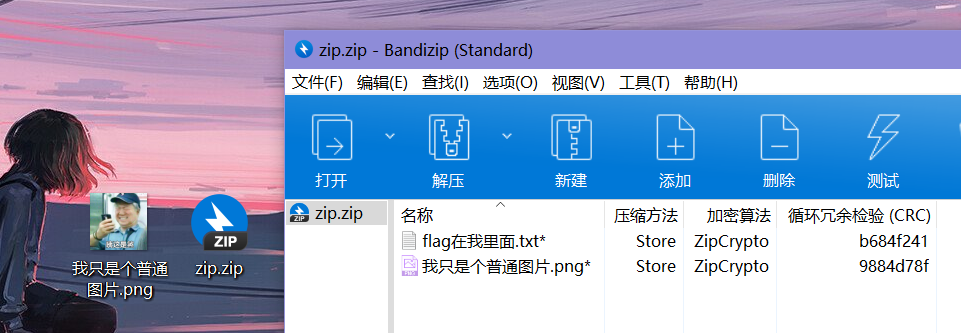 zip.zip - Bandizip (Standard)
文件(F) 编辑(E) 查找(I) 选项(O) 视图(V) 工具(T) 帮助(H)
打开 解压 新建 添加 删除 测试
zip.zip
名称 压缩方法 加密算法 循环冗余检验 (CRC)
flag在我里面.txt* Store ZipCrypto b684f241
我只是个普通图片.png* Store ZipCrypto 9884d78f
ZIP
我只是个普通
图片.png
zip.zip